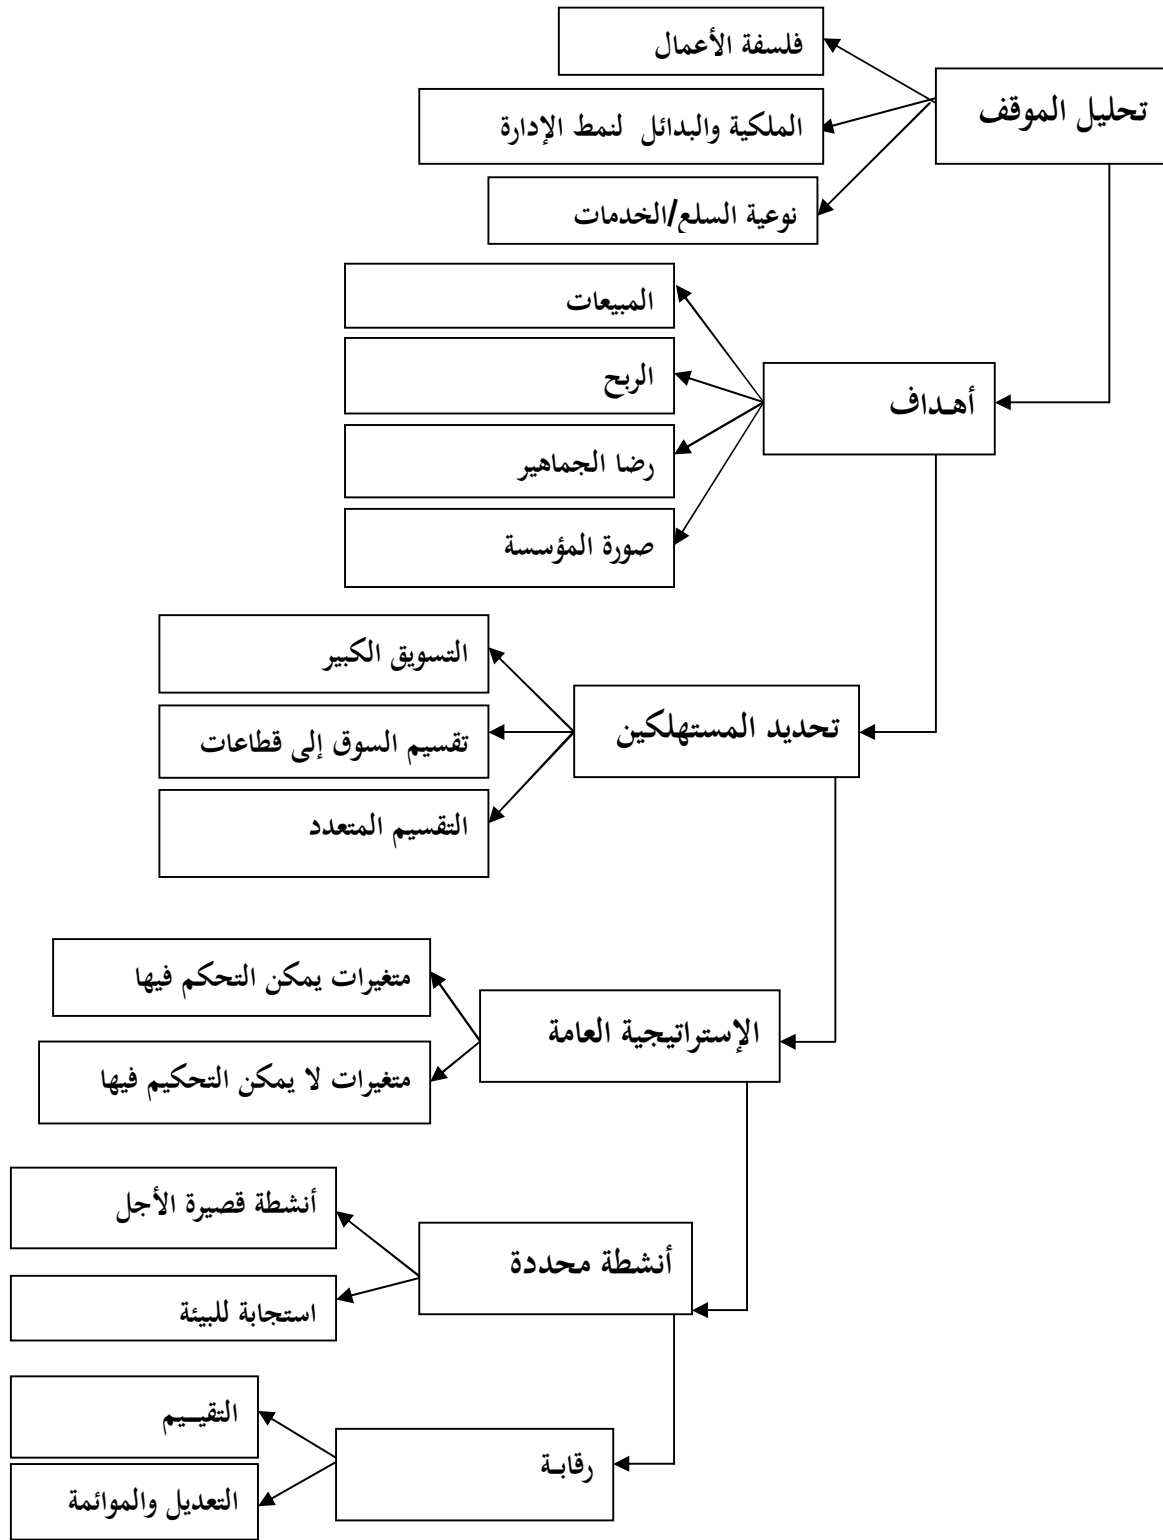 فلسفة الأعمال
تحليل الموقف
الملكية والبدائل لنمط الإدارة
نوعية السلع/الخدمات
المبيعات
الربح
أهـداف
رضا الجماهير
صورة المؤسسة
التسويق الكبير
تحديد المستهلكين
تقسيم السوق إلى قطاعات
التقسيم المتعدد
متغيرات يمكن التحكم فيها
الإستراتيجية العامة
متغيرات لا يمكن التحكيم فيها
أنشطة قصيرة الأجل
أنشطة محددة
استجابة للبيئة
التقيـيم
رقابـة
التعديل والموائمة